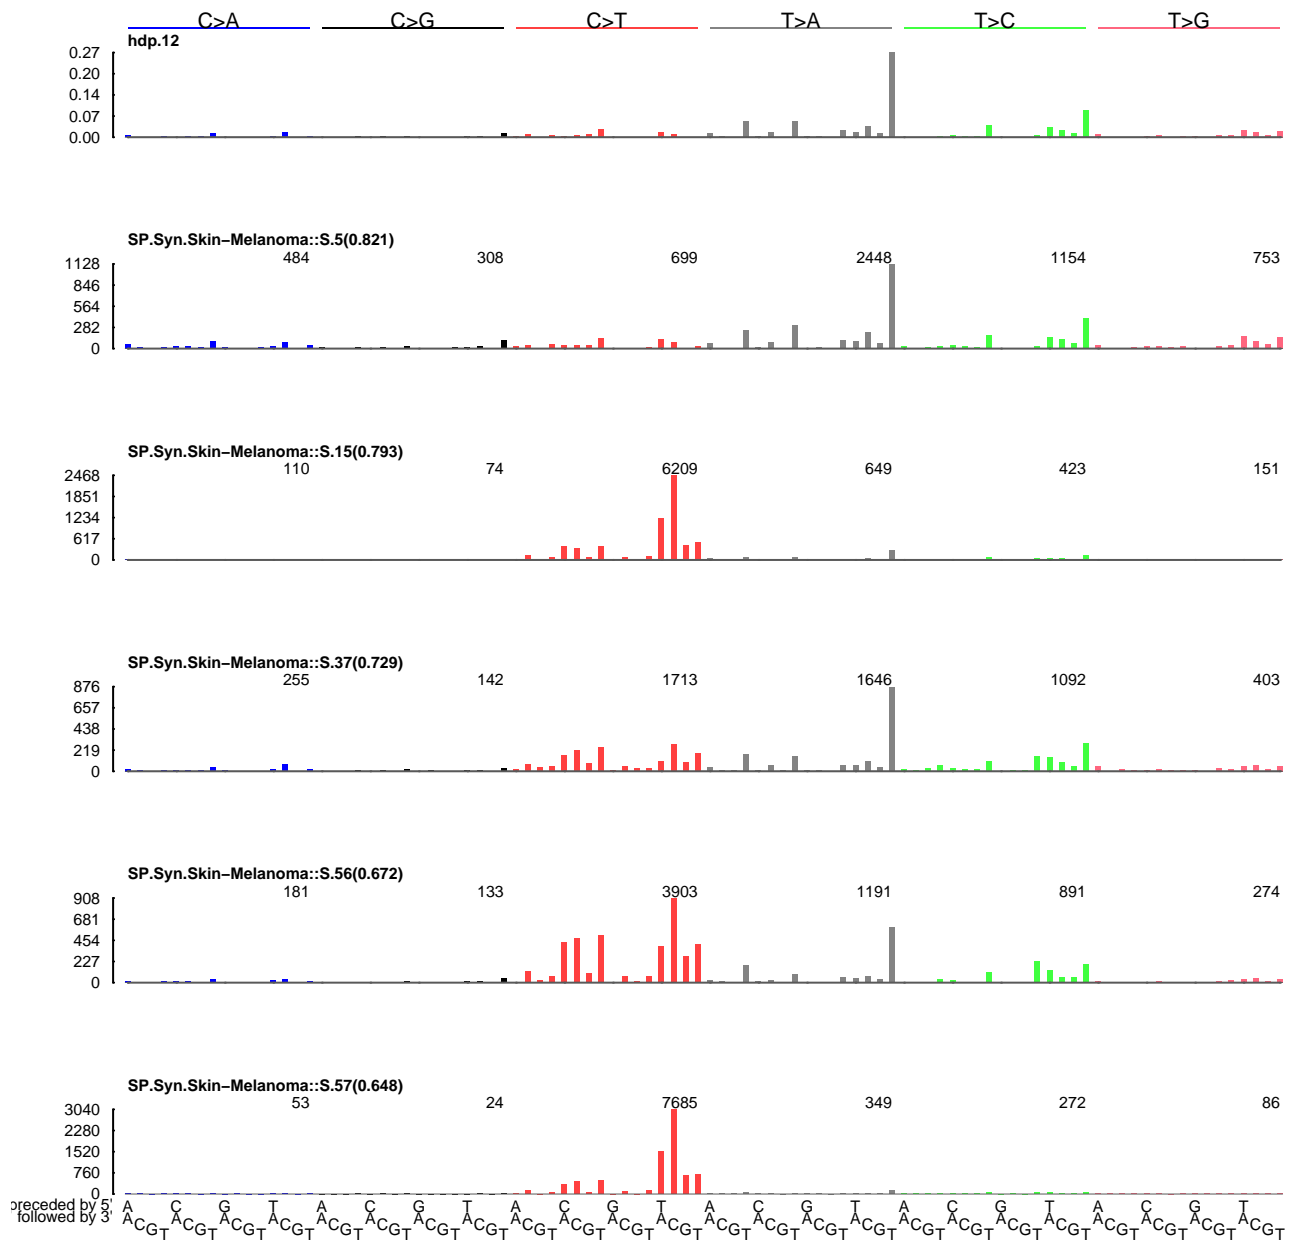 C>A C>G C>T T>A T>C T>G
hdp.12
0.27
0.20
0.14
0.07
0.00
SP.Syn.Skin−Melanoma::S.5(0.821)
484 308 699 2448 1154 753
1128
846
564
282
0
SP.Syn.Skin−Melanoma::S.15(0.793)
110 74 6209 649 423 151
2468
1851
1234
617
0
SP.Syn.Skin−Melanoma::S.37(0.729)
255 142 1713 1646 1092 403
876
657
438
219
0
SP.Syn.Skin−Melanoma::S.56(0.672)
181 133 3903 1191 891 274
908
681
454
227
0
SP.Syn.Skin−Melanoma::S.57(0.648)
53 24 7685 349 272 86
3040
2280
1520
760
0
preceded by 5' A C G T A C G T A C G T A C G T A C G T A C G T
followed by 3' A C G T A C G T A C G T A C G T A C G T A C G T A C G T A C G T A C G T A C G T A C G T A C G T A C G T A C G T A C G T A C G T A C G T A C G T A C G T A C G T A C G T A C G T A C G T A C G T